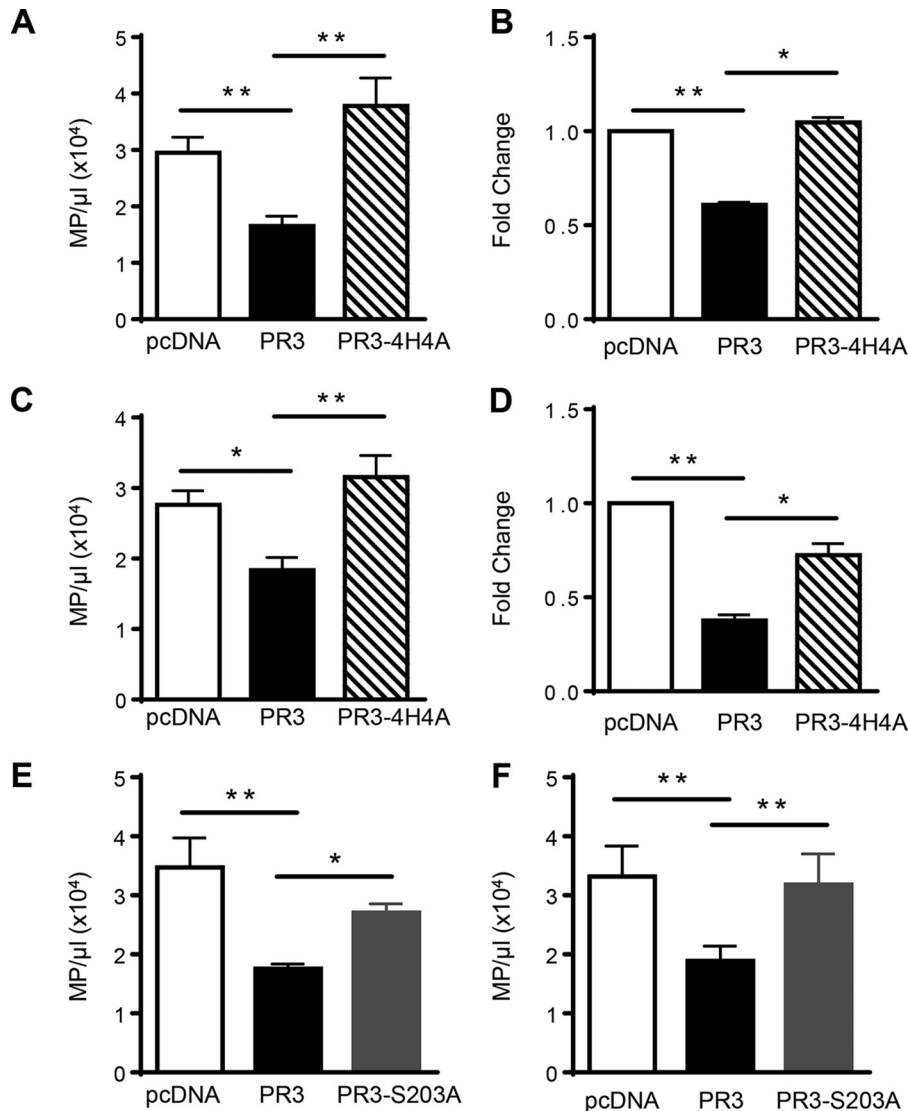 A
MP/µl (x10⁴)
5
4
3
2
1
0
** **
pcDNA PR3 PR3-4H4A
B
Fold Change
1.5
1.0
0.5
0.0
** *
pcDNA PR3 PR3-4H4A
C
MP/µl (x10⁴)
4
3
2
1
0
* **
pcDNA PR3 PR3-4H4A
D
Fold Change
1.5
1.0
0.5
0.0
** *
pcDNA PR3 PR3-4H4A
E
MP/µl (x10⁴)
5
4
3
2
1
0
** *
pcDNA PR3 PR3-S203A
F
MP/µl (x10⁴)
5
4
3
2
1
0
** **
pcDNA PR3 PR3-S203A